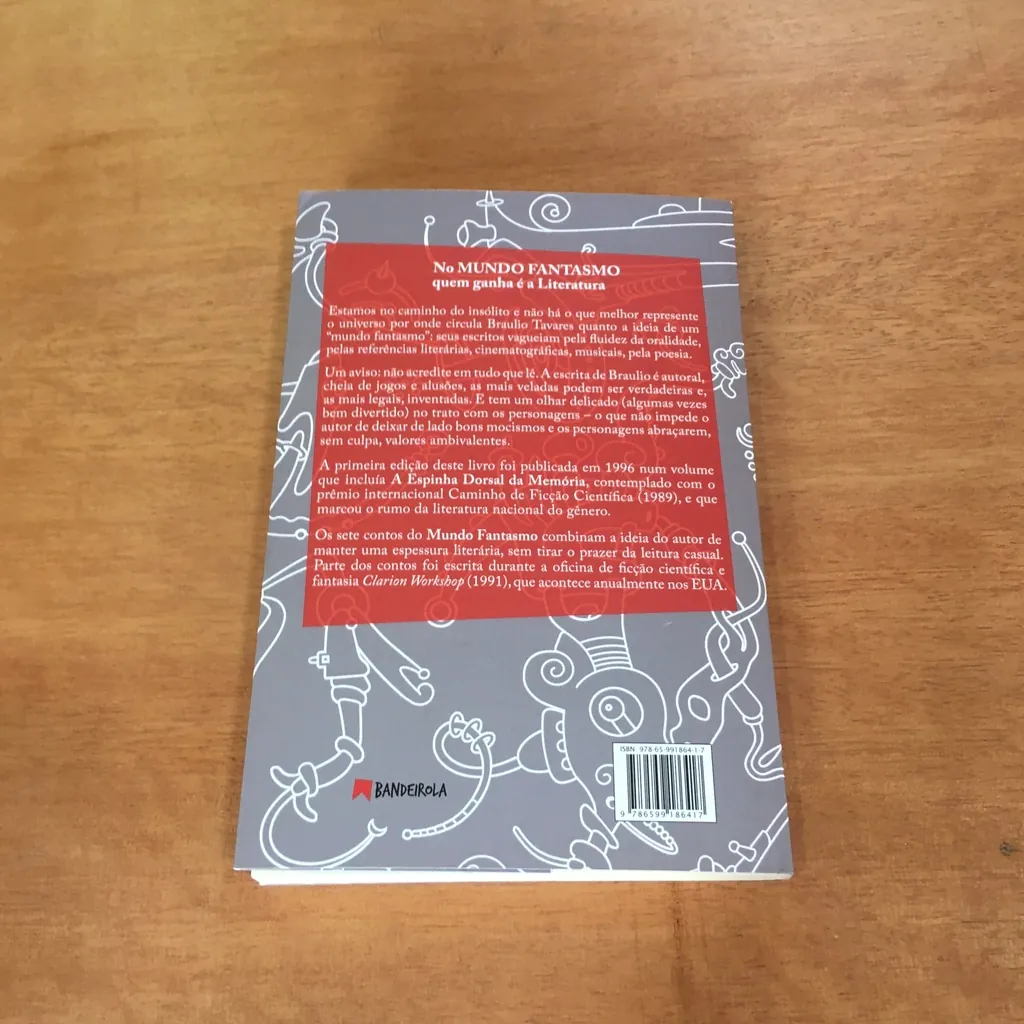 No MUNDO FANTASMO
quem ganha é a Literatura
Estamos no caminho do insólito e não há o que melhor represente
o universo por onde circula Braulio Tavares quanto a ideia de um
“mundo fantasmo”: seus escritos vagueiam pela fluidez da oralidade,
pelas referências literárias, cinematográficas, musicais, pela poesia.
Um aviso: não acredite em tudo que lê. A escrita de Braulio é autoral,
cheia de jogos e alusões, as mais veladas podem ser verdadeiras e,
as mais legais, inventadas. E tem um olhar delicado (algumas vezes
bem divertido) no trato com os personagens – o que não impede o
autor de deixar de lado bons mocismos e os personagens abraçarem,
sem culpa, valores ambivalentes.
A primeira edição deste livro foi publicada em 1996 num volume
que incluía A Espinha Dorsal da Memória, contemplado com o
prêmio internacional Caminho de Ficção Científica (1989), e que
marcou o rumo da literatura nacional do gênero.
Os sete contos do Mundo Fantasmo combinam a ideia do autor de
manter uma espessura literária, sem tirar o prazer da leitura casual.
Parte dos contos foi escrita durante a oficina de ficção científica e
fantasia Clarion Workshop (1991), que acontece anualmente nos EUA.
BANDEIROLA
ISBN 978-65-991864-1-7
9 786599 186417